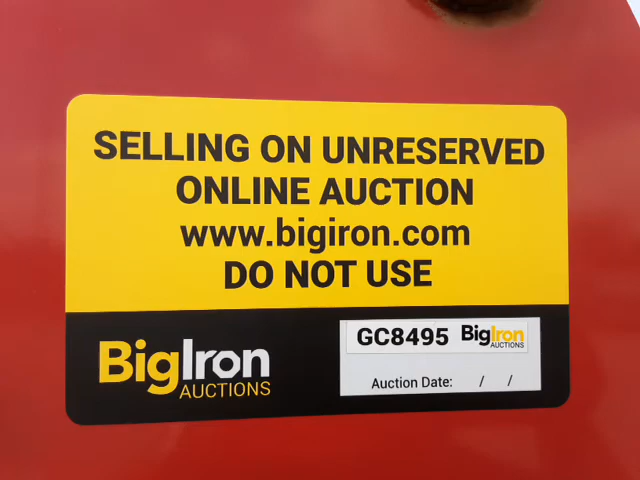 SELLING ON UNRESERVED
ONLINE AUCTION
www.bigiron.com
DO NOT USE
BigIron
AUCTIONS
GC8495 BigIron
AUCTIONS
Auction Date: / /